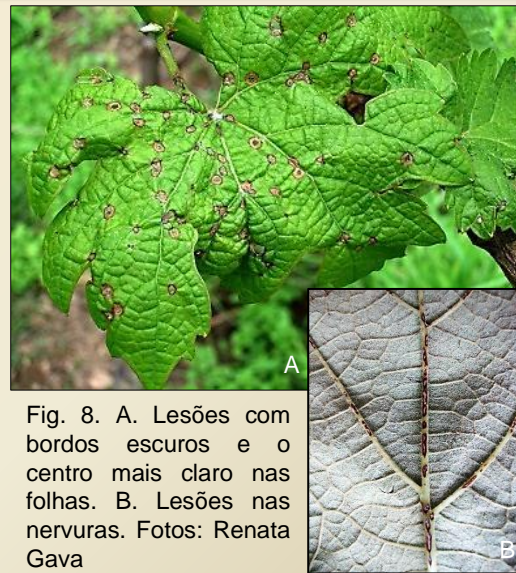 A
Fig. 8. A. Lesões com
bordos escuros e o
centro mais claro nas
folhas. B. Lesões nas
nervuras. Fotos: Renata
Gava
B